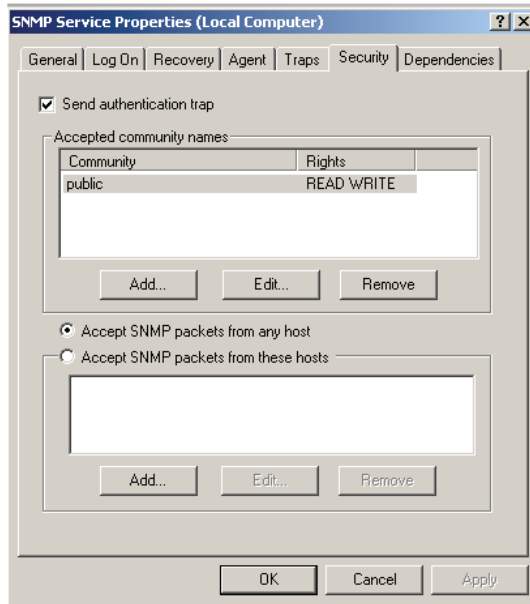 SNMP Service Properties (Local Computer)
General Log On Recovery Agent Traps Security Dependencies
Send authentication trap
Accepted community names
Community Rights
public READ WRITE
Add... Edit... Remove
Accept SNMP packets from any host
Accept SNMP packets from these hosts
Add... Edit... Remove
OK Cancel Apply